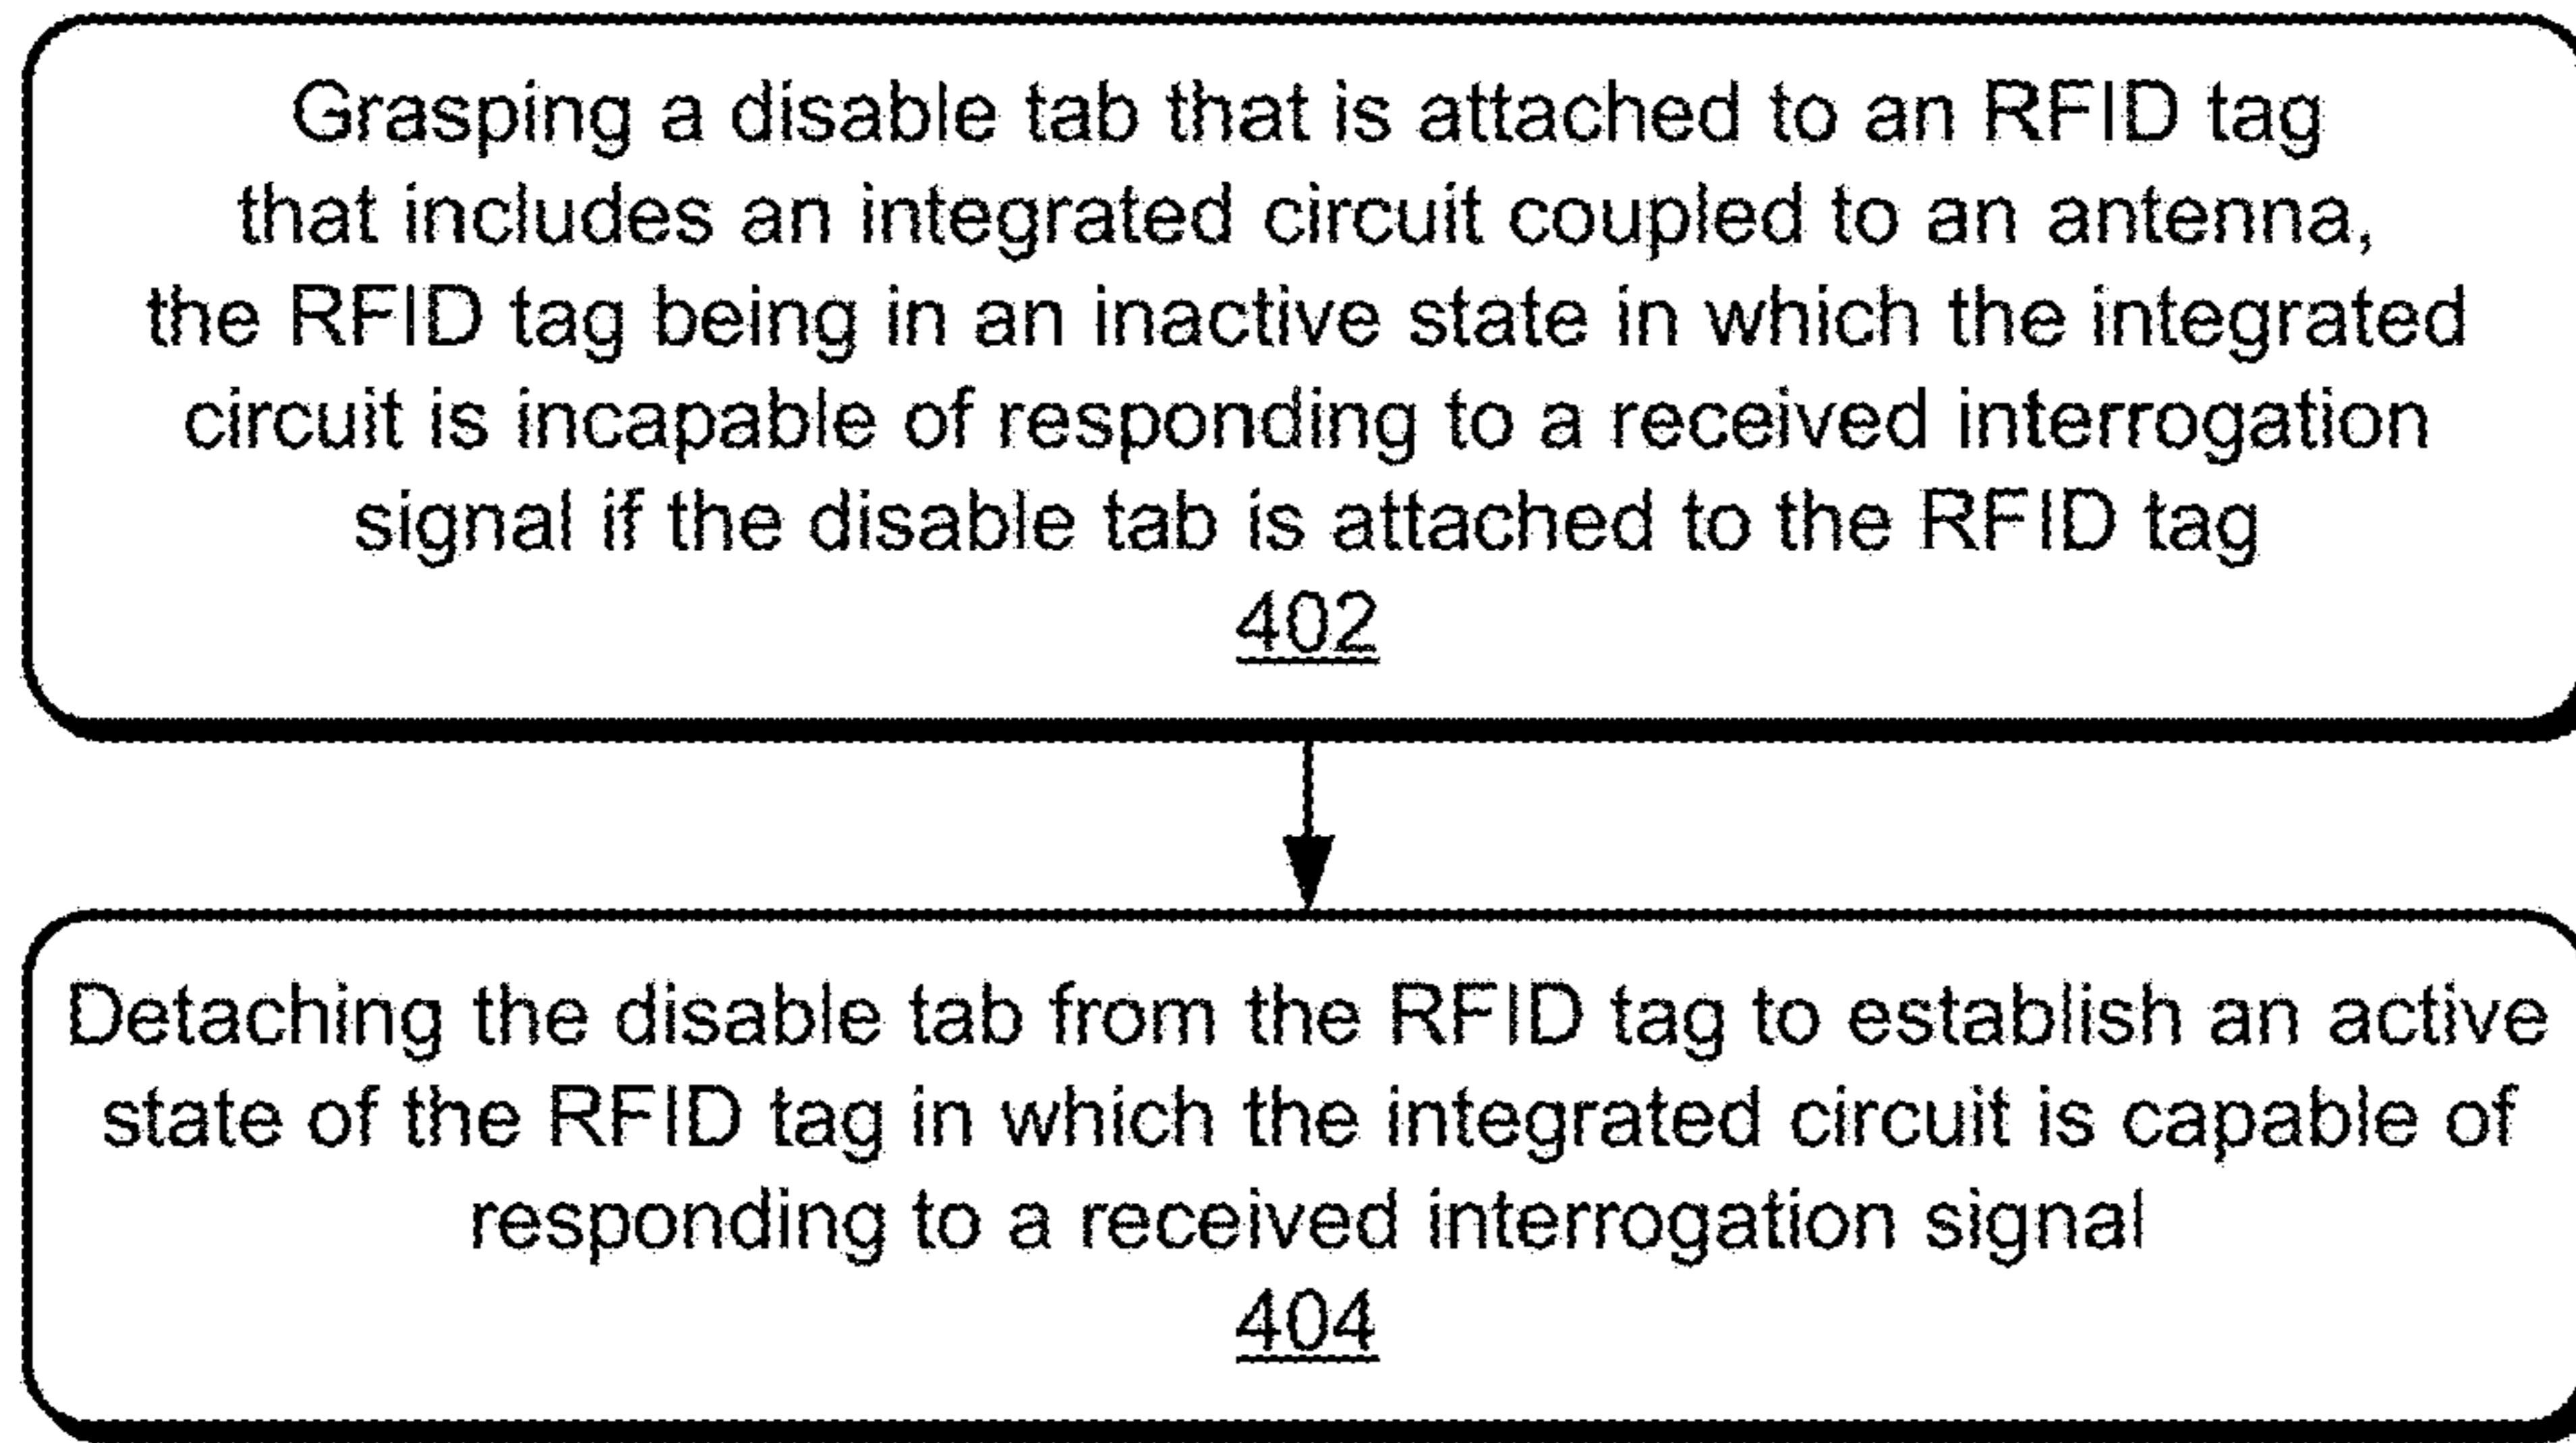 Grasping a disable tab that is attached to an RFID tag
that includes an integrated circuit coupled to an antenna,
the RFID tag being in an inactive state in which the integrated
circuit is incapable of responding to a received interrogation
signal if the disable tab is attached to the RFID tag
402
Detaching the disable tab from the RFID tag to establish an active
state of the RFID tag in which the integrated circuit is capable of
responding to a received interrogation signal
404